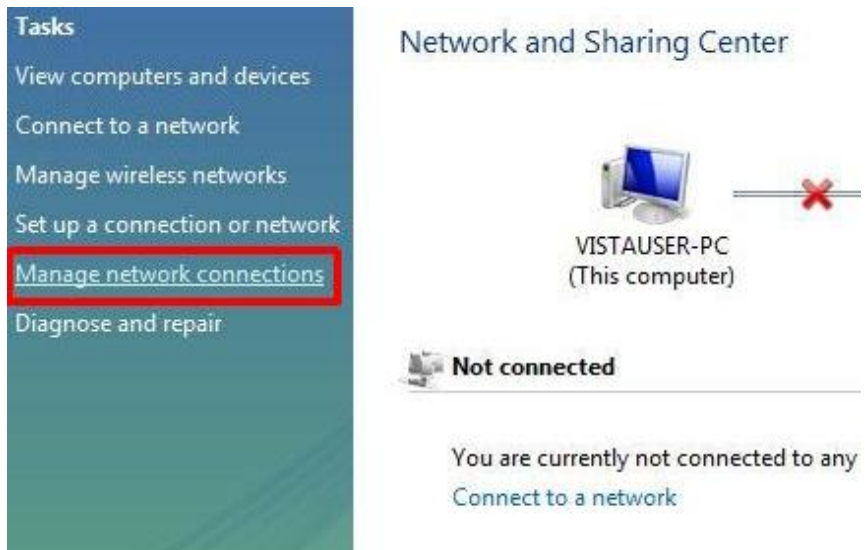 Tasks
View computers and devices
Connect to a network
Manage wireless networks
Set up a connection or network
Manage network connections
Diagnose and repair
Network and Sharing Center
VISTAUSER-PC
(This computer)
Not connected
You are currently not connected to any
Connect to a network